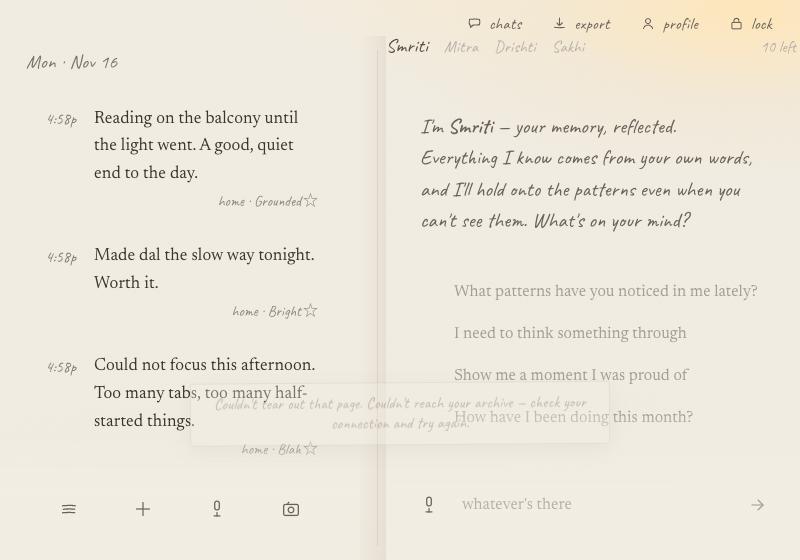 chats export profile lock
Smriti Mitra Drishti Sakhi 10 left
Mon · Nov 16
4:58p Reading on the balcony until
the light went. A good, quiet
end to the day.
home · Grounded
4:58p Made dal the slow way tonight.
Worth it.
home · Bright
4:58p Could not focus this afternoon.
Too many tabs, too many half-
started things.
home · Blah
I'm Smriti – your memory, reflected.
Everything I know comes from your own words,
and I'll hold onto the patterns even when you
can't see them. What's on your mind?
What patterns have you noticed in me lately?
I need to think something through
Show me a moment I was proud of
How have I been doing this month?
Couldn't tear out that page. Couldn't reach your archive — check your
connection and try again.
whatever's there